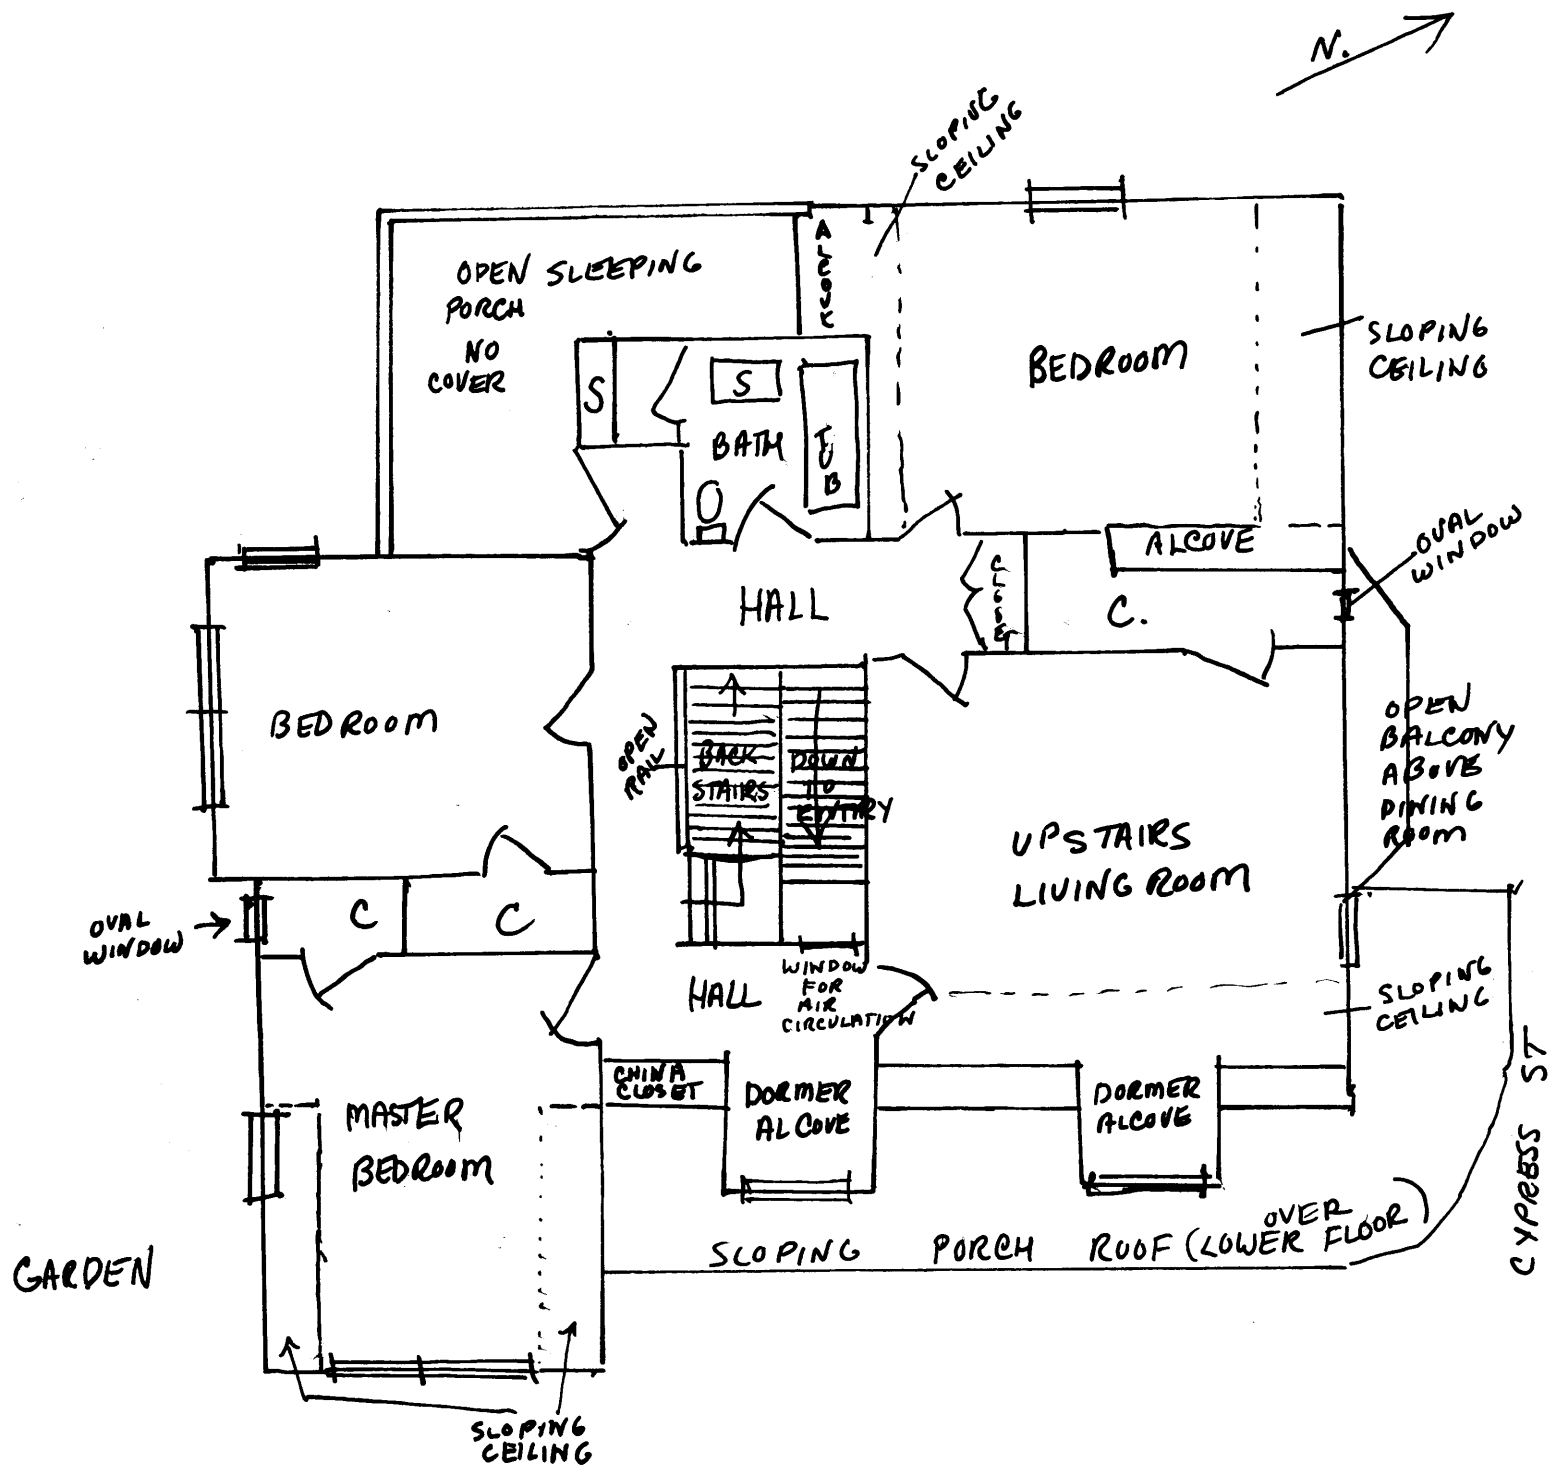 N.
SLOPING
CEILING
ALCOVE
OPEN SLEEPING
PORCH
NO
COVER
SLOPING
CEILING
BEDROOM
S
S
BATH
TUB
ALCOVE
OVAL
WINDOW
CLOSET
HALL
C.
BEDROOM
OPEN
RAIL
BACK
STAIRS
DOWN
TO
ENTRY
OPEN
BALCONY
ABOVE
DINING
ROOM
UPSTAIRS
LIVING ROOM
OVAL
WINDOW
C
C
HALL
WINDOW
FOR
AIR
CIRCULATION
SLOPING
CEILING
CHINA
CLOSET
DORMER
ALCOVE
DORMER
ALCOVE
MASTER
BEDROOM
CYPRESS ST
GARDEN
SLOPING PORCH ROOF (LOWER FLOOR)
OVER
SLOPING
CEILING